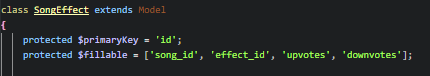 class SongEffect extends Model
{
    protected $primaryKey = 'id';
    protected $fillable = ['song_id', 'effect_id', 'upvotes', 'downvotes'];